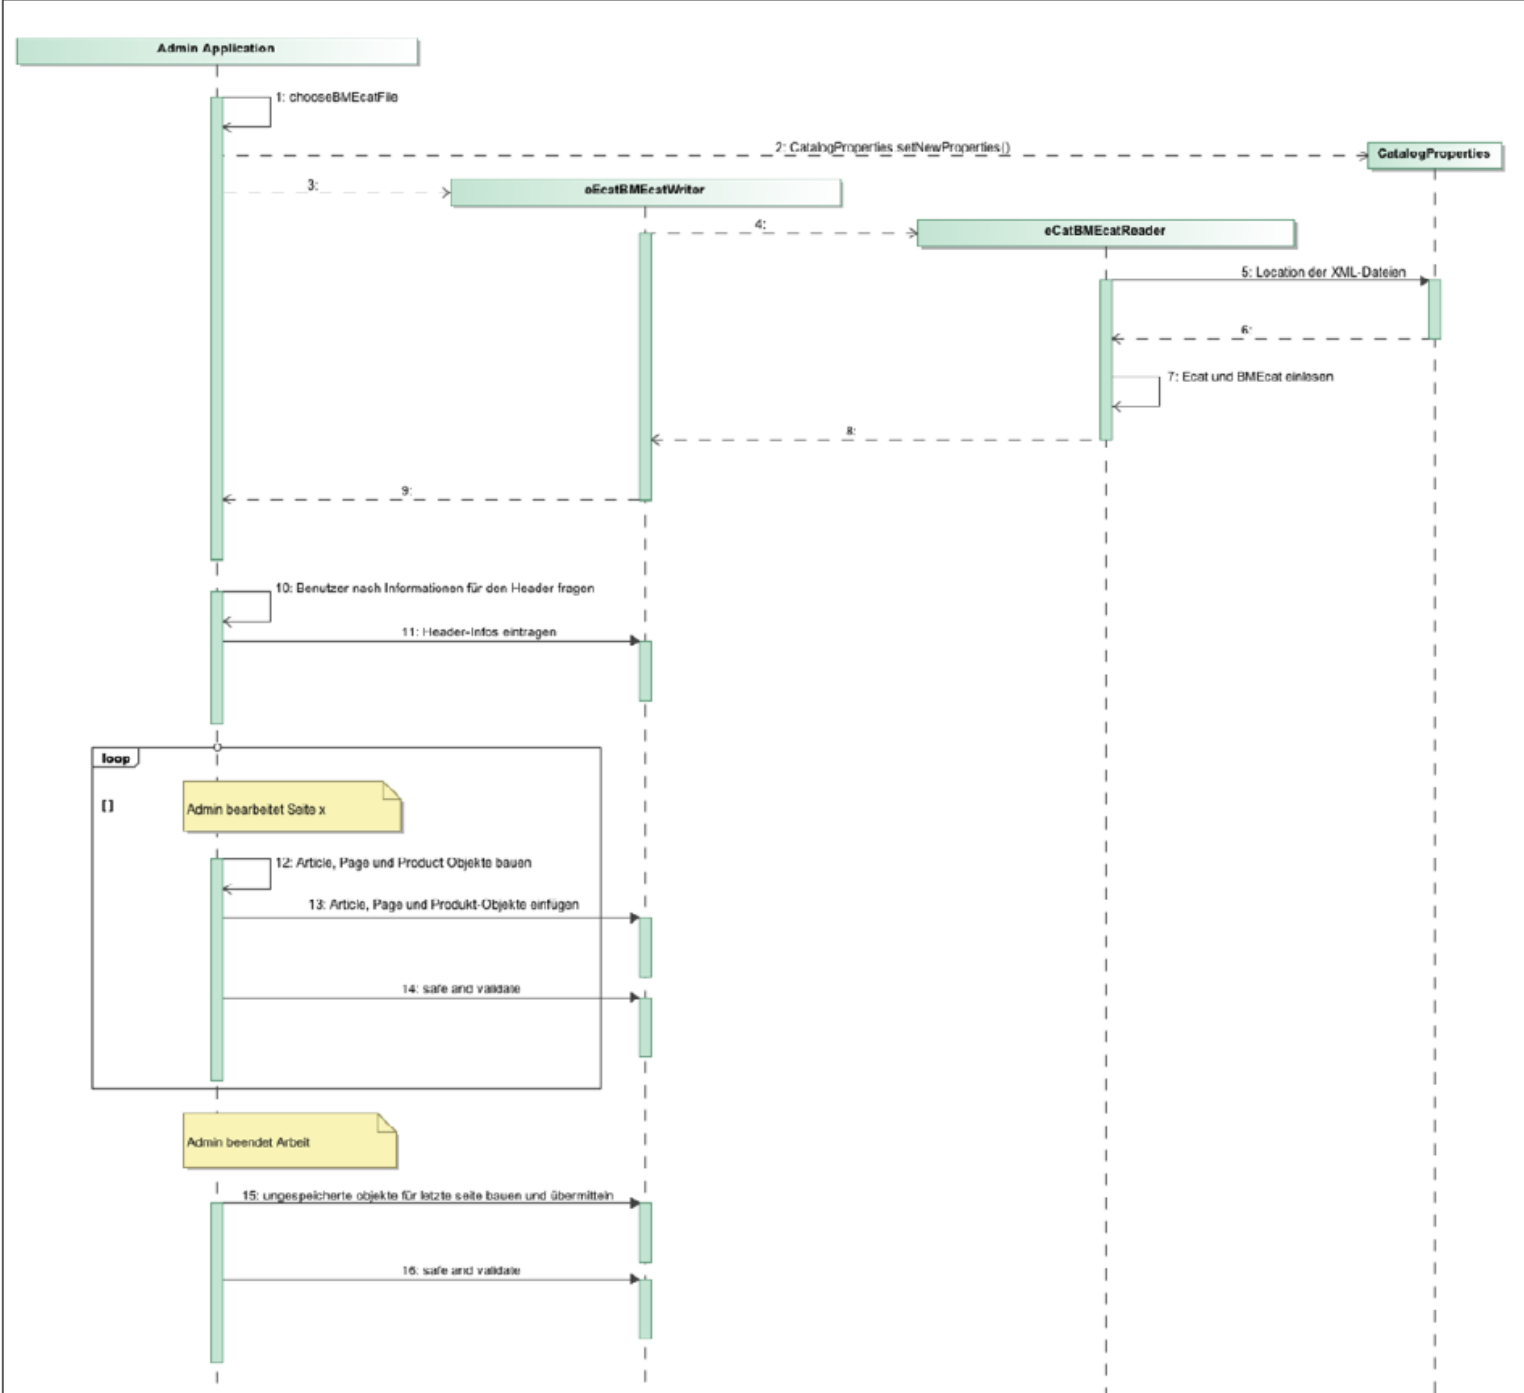 Admin Application
1: chooseBMEcatFile
2: CatalogProperties.setNewProperties()
CatalogProperties
3:
eEcatBMEcatWriter
4:
eCatBMEcatReader
5: Location der XML-Dateien
6:
7: Ecat und BMEcat einlesen
8:
9:
10: Benutzer nach Informationen für den Header fragen
11: Header-Infos eintragen
loop
[ ]
Admin bearbeitet Seite x
12: Article, Page und Product Objekte bauen
13: Article, Page und Produkt-Objekte einfügen
14: safe and validate
Admin beendet Arbeit
15: ungespeicherte objekte für letzte seite bauen und übermitteln
16: safe and validate